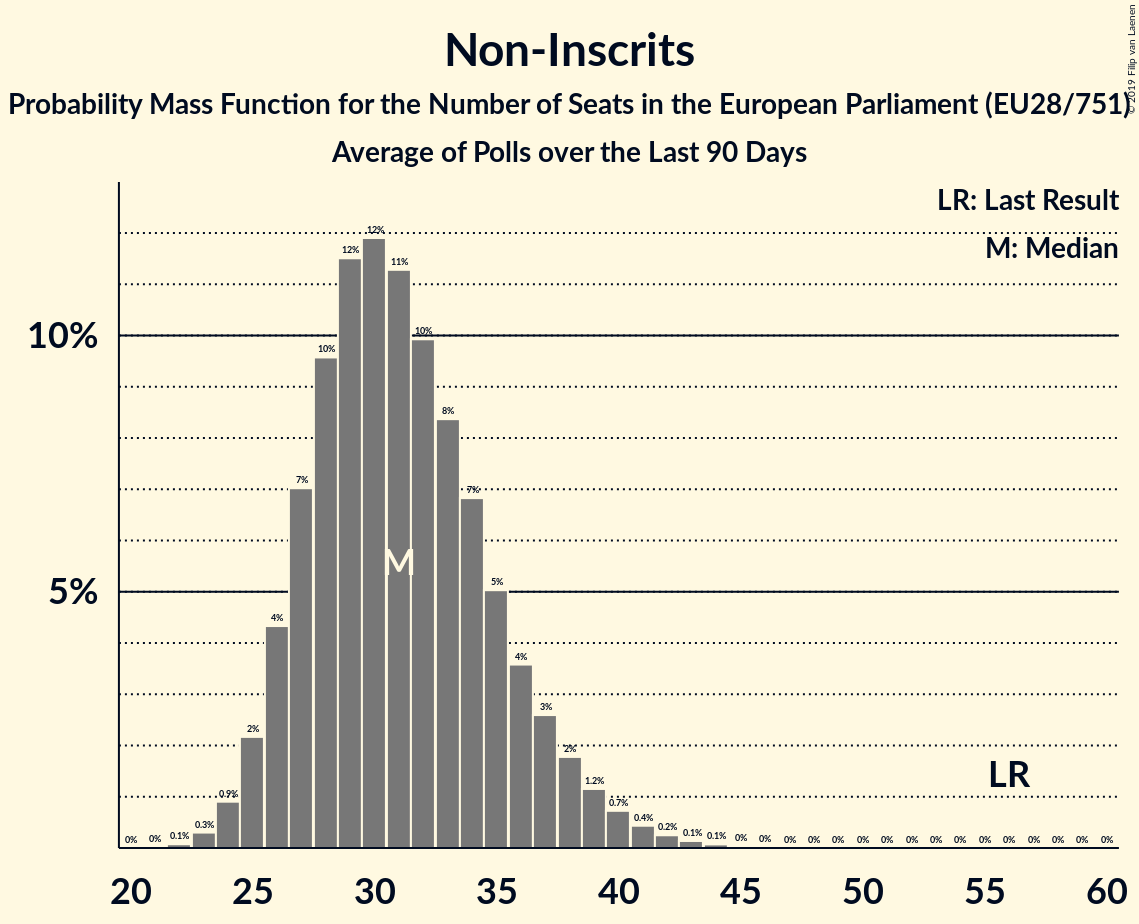 Non-Inscrits
Probability Mass Function for the Number of Seats in the European Parliament (EU28/751)
Average of Polls over the Last 90 Days
© 2019 Filip van Laenen
LR: Last Result
M: Median
10%
5%
0% 0% 0.1% 0.3% 0.9% 2% 4% 7% 10% 12% 12% 11% 10% 8% 7% 5% 4% 3% 2% 1.2% 0.7% 0.4% 0.2% 0.1% 0.1% 0% 0% 0% 0% 0% 0% 0% 0% 0% 0% 0% 0% 0% 0% 0% 0%
M
LR
20 25 30 35 40 45 50 55 60